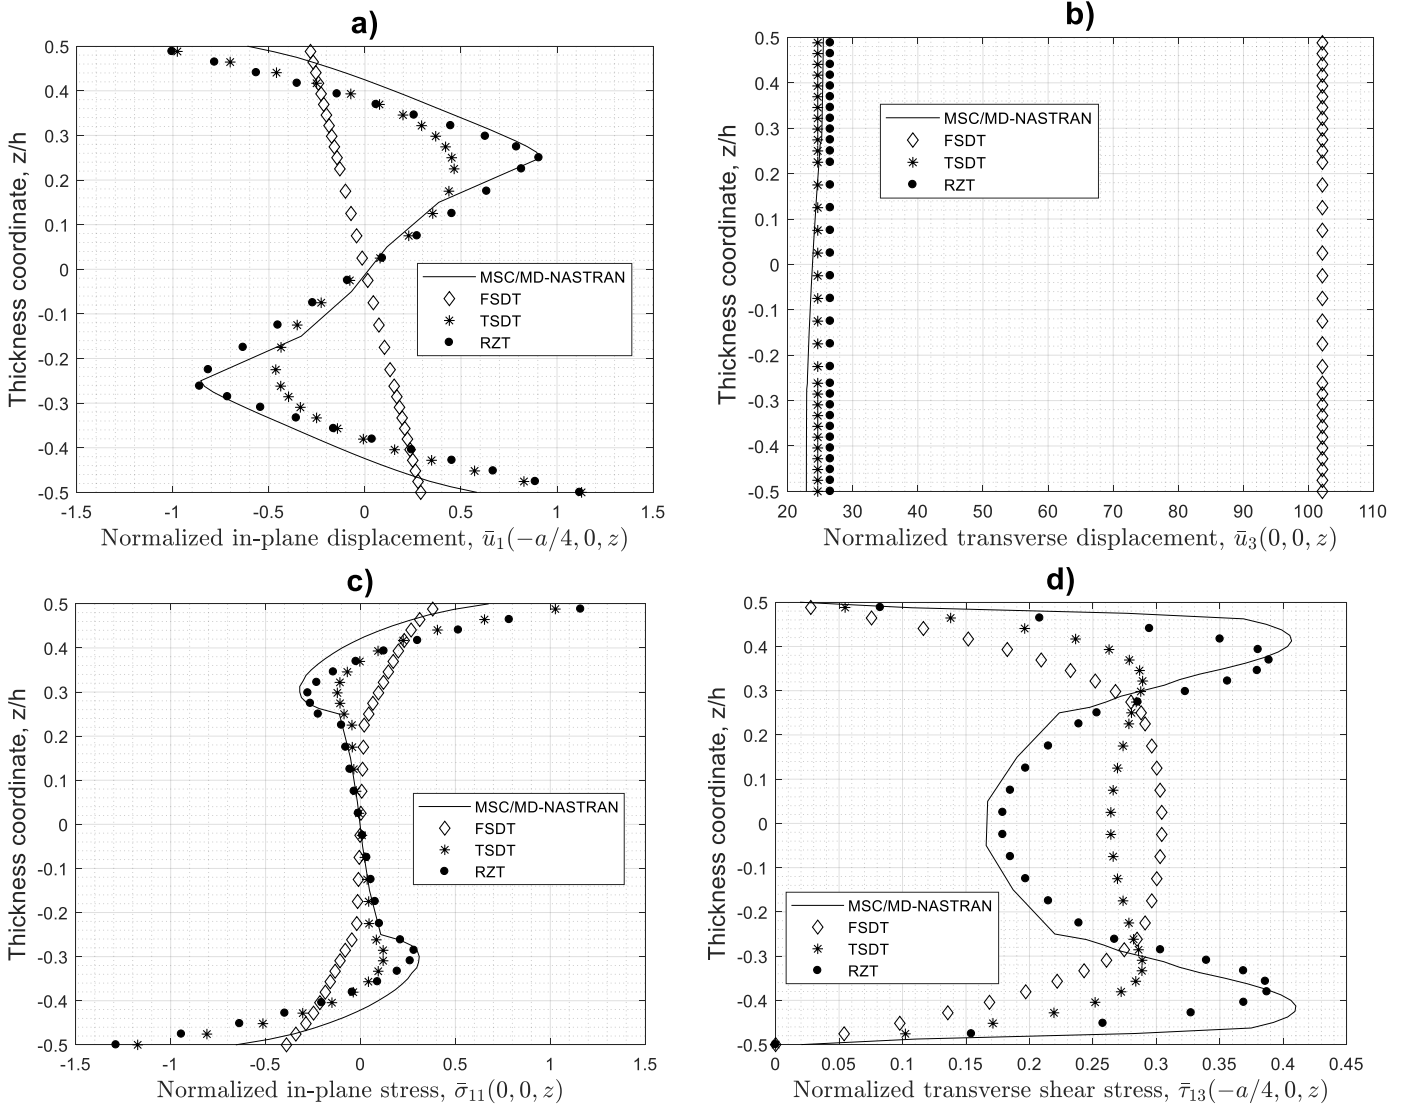 a)
0.5
0.4
0.3
0.2
0.1
0
-0.1
-0.2
-0.3
-0.4
-0.5
Thickness coordinate, z/h
MSC/MD-NASTRAN
FSDT
TSDT
RZT
-1.5 -1 -0.5 0 0.5 1 1.5
Normalized in-plane displacement, ū₁(−a/4, 0, z)
b)
0.5
0.4
0.3
0.2
0.1
0
-0.1
-0.2
-0.3
-0.4
-0.5
Thickness coordinate, z/h
MSC/MD-NASTRAN
FSDT
TSDT
RZT
20 30 40 50 60 70 80 90 100 110
Normalized transverse displacement, ū₃(0, 0, z)
c)
0.5
0.4
0.3
0.2
0.1
0
-0.1
-0.2
-0.3
-0.4
-0.5
Thickness coordinate, z/h
MSC/MD-NASTRAN
FSDT
TSDT
RZT
-1.5 -1 -0.5 0 0.5 1 1.5
Normalized in-plane stress, σ̄₁₁(0, 0, z)
d)
0.5
0.4
0.3
0.2
0.1
0
-0.1
-0.2
-0.3
-0.4
-0.5
Thickness coordinate, z/h
MSC/MD-NASTRAN
FSDT
TSDT
RZT
0 0.05 0.1 0.15 0.2 0.25 0.3 0.35 0.4 0.45
Normalized transverse shear stress, τ̄₁₃(−a/4, 0, z)